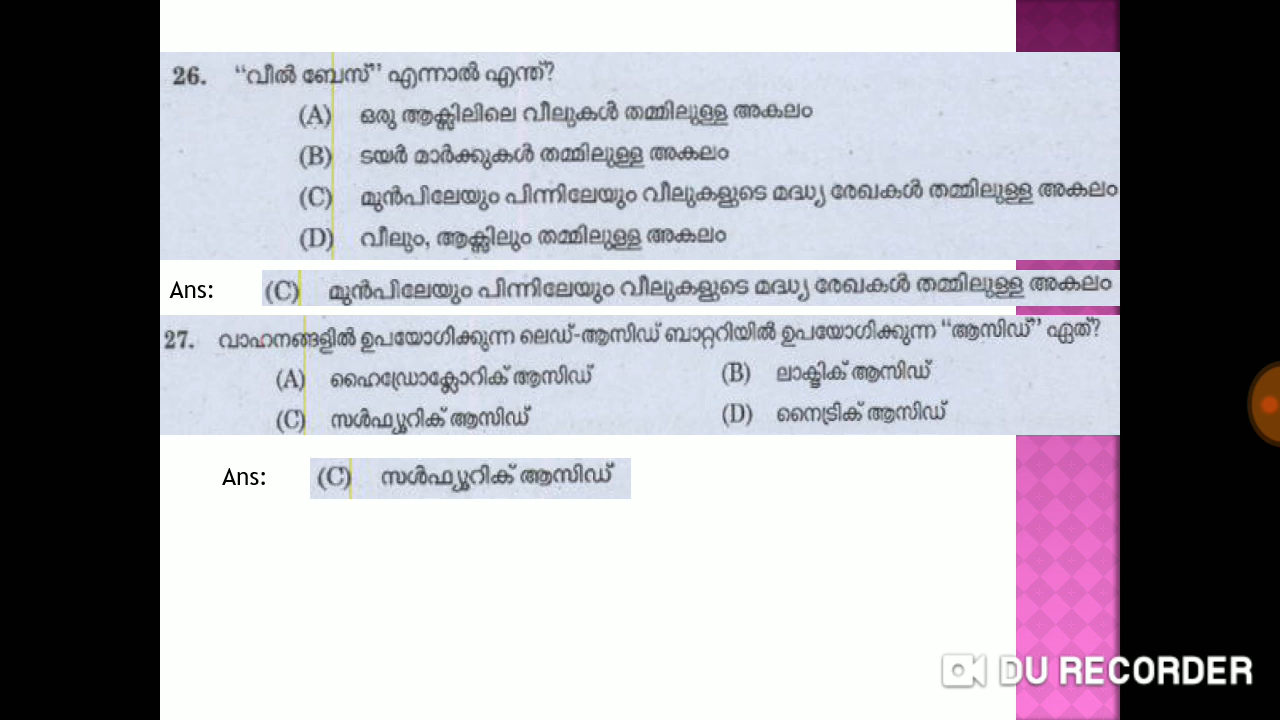 26. “വീൽ ബേസ്” എന്നാൽ എന്ത്?
(A) ഒരു ആക്സിലിലെ വീലുകൾ തമ്മിലുള്ള അകലം
(B) ടയർ മാർക്കുകൾ തമ്മിലുള്ള അകലം
(C) മുൻപിലേയും പിന്നിലേയും വീലുകളുടെ മദ്ധ്യ രേഖകൾ തമ്മിലുള്ള അകലം
(D) വീലും, ആക്സിലും തമ്മിലുള്ള അകലം
Ans: (C) മുൻപിലേയും പിന്നിലേയും വീലുകളുടെ മദ്ധ്യ രേഖകൾ തമ്മിലുള്ള അകലം
27. വാഹനങ്ങളിൽ ഉപയോഗിക്കുന്ന ലെഡ്-ആസിഡ് ബാറ്ററിയിൽ ഉപയോഗിക്കുന്ന “ആസിഡ്” ഏത്?
(A) ഹൈഡ്രോക്ലോറിക് ആസിഡ് (B) ലാക്ടിക് ആസിഡ്
(C) സൾഫ്യൂറിക് ആസിഡ് (D) നൈട്രിക് ആസിഡ്
Ans: (C) സൾഫ്യൂറിക് ആസിഡ്
DU RECORDER